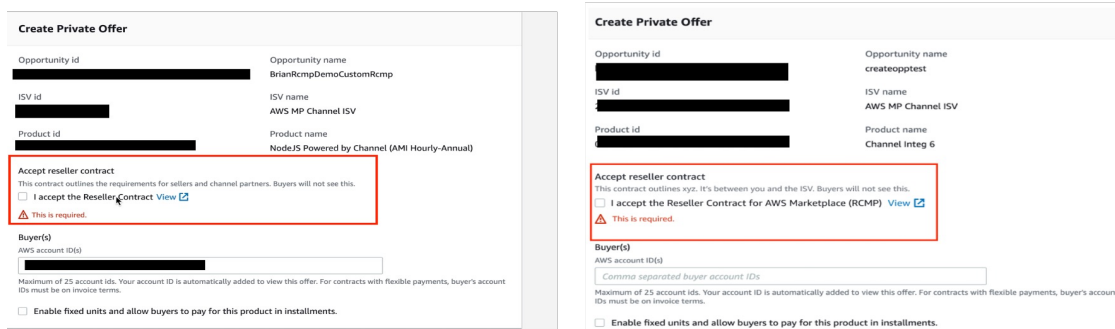 Create Private Offer
Opportunity id
Opportunity name
BrianRcmpDemoCustomRcmp
ISV id
ISV name
AWS MP Channel ISV
Product id
Product name
NodeJS Powered by Channel (AMI Hourly-Annual)
Accept reseller contract
This contract outlines the requirements for sellers and channel partners. Buyers will not see this.
I accept the Reseller Contract View
This is required.
Buyer(s)
AWS account ID(s)
Maximum of 25 account ids. Your account ID is automatically added to view this offer. For contracts with flexible payments, buyer's account
IDs must be on invoice terms.
Enable fixed units and allow buyers to pay for this product in installments.
Create Private Offer
Opportunity id
Opportunity name
createopptest
ISV id
ISV name
AWS MP Channel ISV
Product id
Product name
Channel Integ 6
Accept reseller contract
This contract outlines xyz. It's between you and the ISV. Buyers will not see this.
I accept the Reseller Contract for AWS Marketplace (RCMP) View
This is required.
Buyer(s)
AWS account ID(s)
Comma separated buyer account IDs
Maximum of 25 account ids. Your account ID is automatically added to view this offer. For contracts with flexible payments, buyer's account
IDs must be on invoice terms.
Enable fixed units and allow buyers to pay for this product in installments.